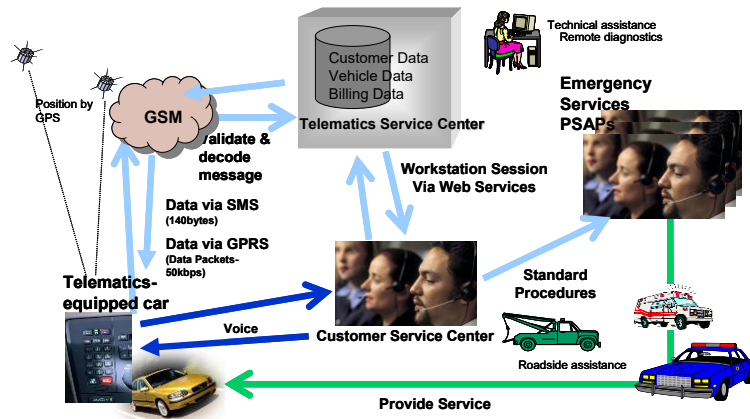 Technical assistance
Remote diagnostics
Customer Data
Vehicle Data
Billing Data
Telematics Service Center
Emergency
Services
PSAPs
Position by
GPS
GSM
Validate &
decode
message
Workstation Session
Via Web Services
Data via SMS
(140bytes)
Data via GPRS
(Data Packets-
50kbps)
Telematics-
equipped car
Standard
Procedures
Voice
Customer Service Center
Roadside assistance
Provide Service